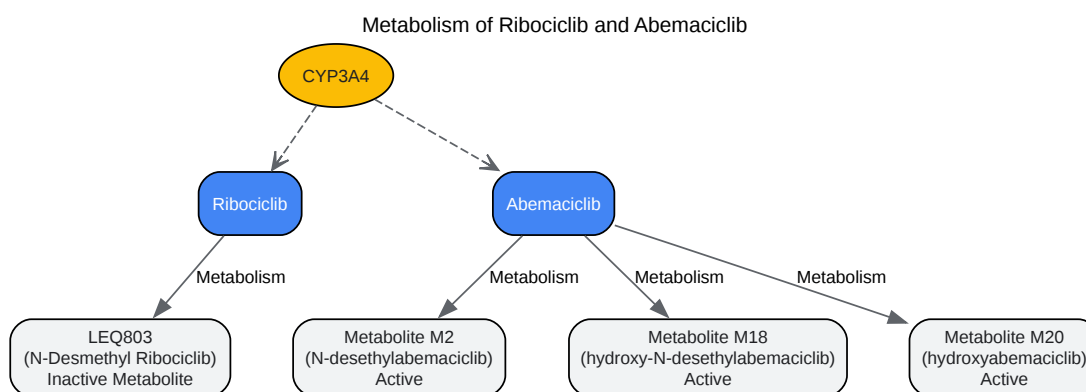 Metabolism of Ribociclib and Abemaciclib
CYP3A4
Ribociclib
Abemaciclib
Metabolism
Metabolism
Metabolism
Metabolism
LEQ803
(N-Desmethyl Ribociclib)
Inactive Metabolite
Metabolite M2
(N-desethylabemaciclib)
Active
Metabolite M18
(hydroxy-N-desethylabemaciclib)
Active
Metabolite M20
(hydroxyabemaciclib)
Active